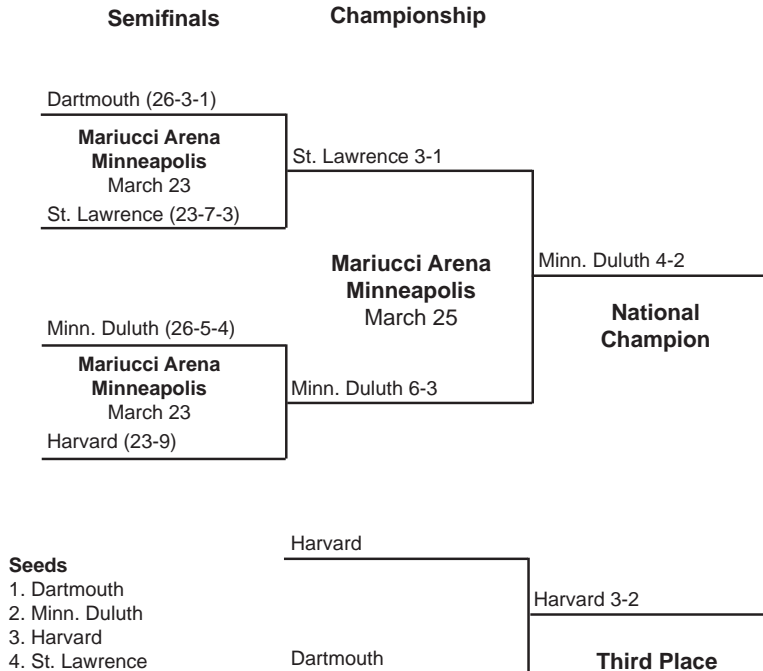 Semifinals
Championship
Dartmouth (26-3-1)
Mariucci Arena
Minneapolis
March 23
St. Lawrence (23-7-3)
St. Lawrence 3-1
Minn. Duluth (26-5-4)
Mariucci Arena
Minneapolis
March 23
Harvard (23-9)
Minn. Duluth 6-3
Mariucci Arena
Minneapolis
March 25
Minn. Duluth 4-2
National
Champion
Seeds
1. Dartmouth
2. Minn. Duluth
3. Harvard
4. St. Lawrence
Harvard
Dartmouth
Harvard 3-2
Third Place